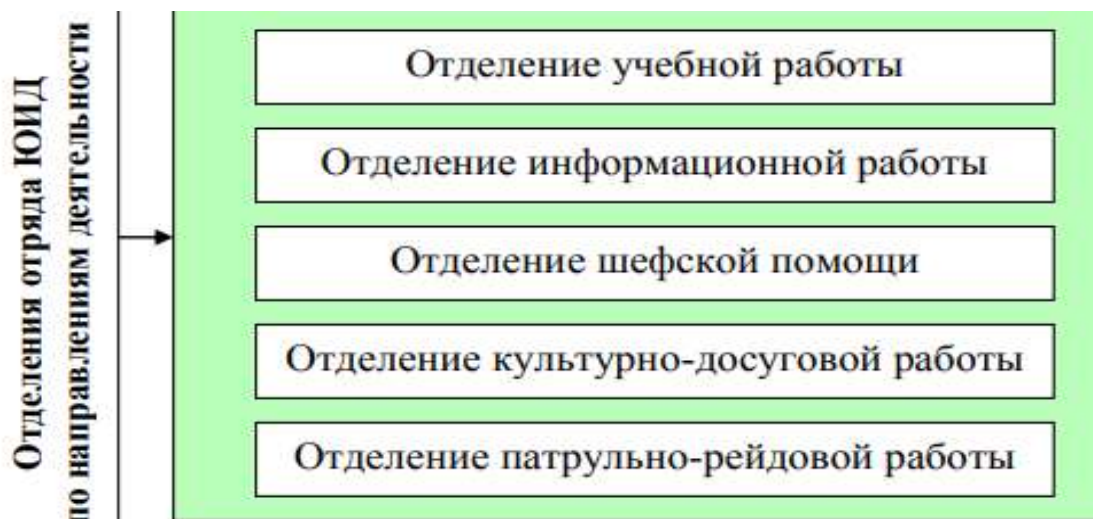 Отделения отряда ЮИД
по направлениям деятельности
Отделение учебной работы
Отделение информационной работы
Отделение шефской помощи
Отделение культурно-досуговой работы
Отделение патрульно-рейдовой работы